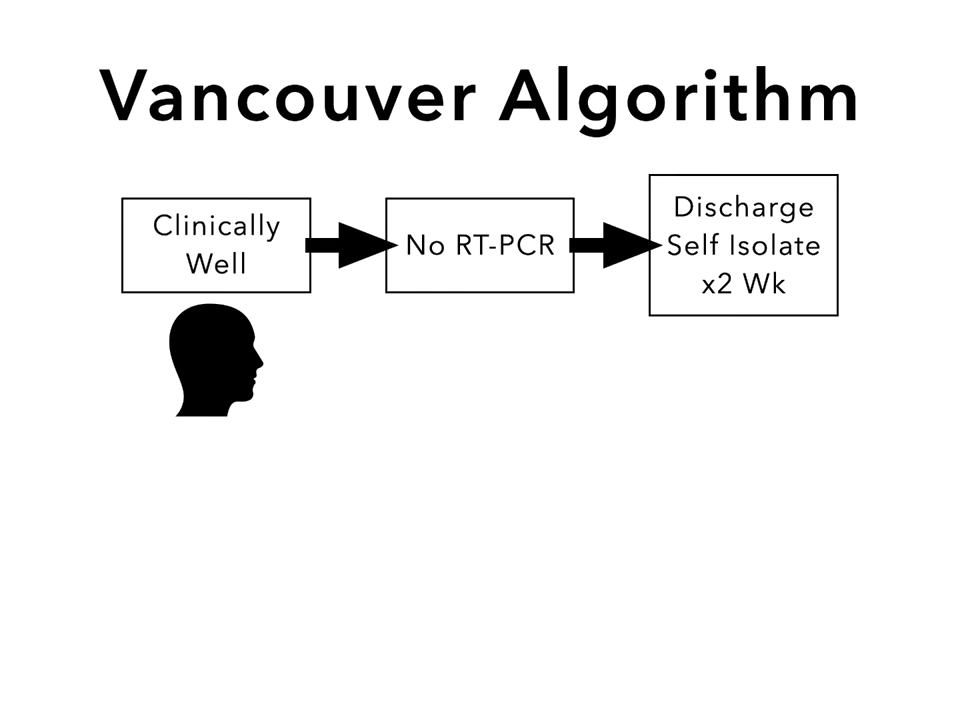 Vancouver Algorithm
Clinically
Well
No RT-PCR
Discharge
Self Isolate
x2 Wk